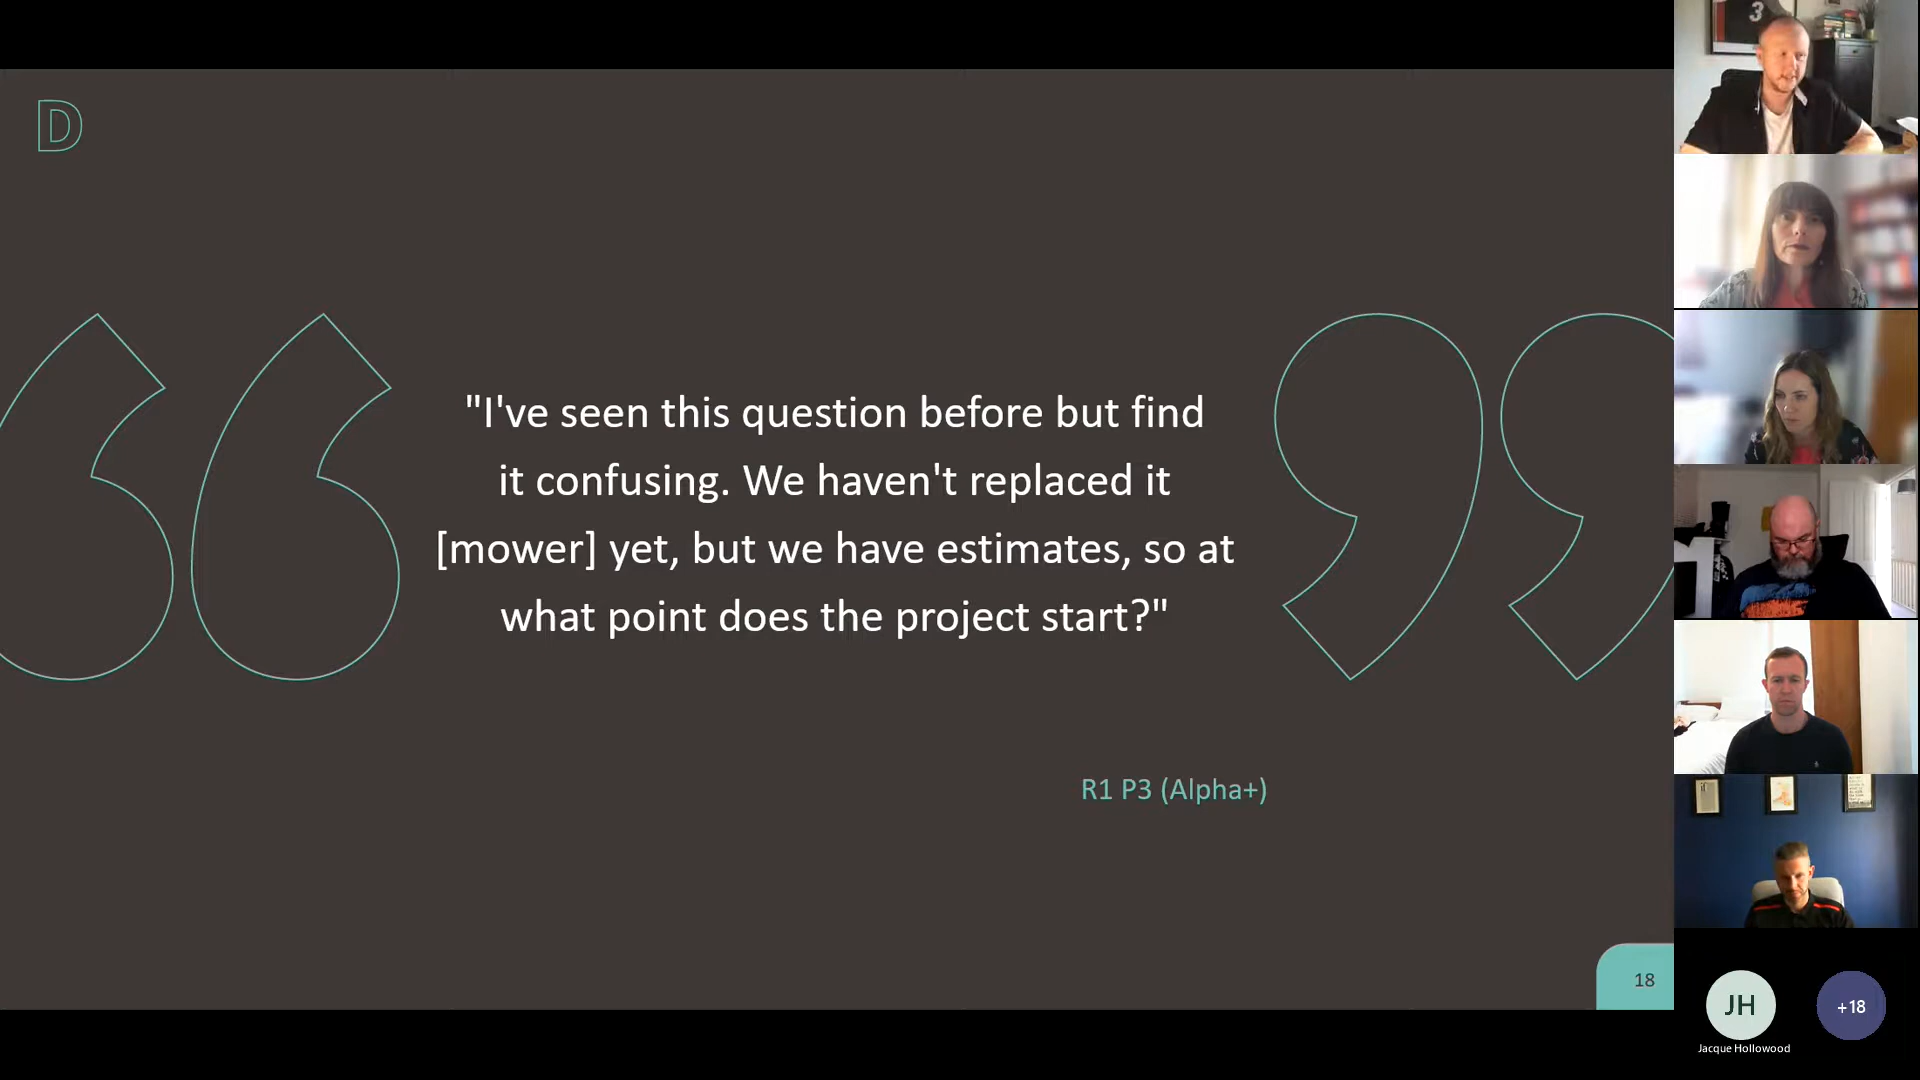 D
"I've seen this question before but find
it confusing. We haven't replaced it
[mower] yet, but we have estimates, so at
what point does the project start?"
R1 P3 (Alpha+)
18
3
JH
+18
Jacque Hollowood